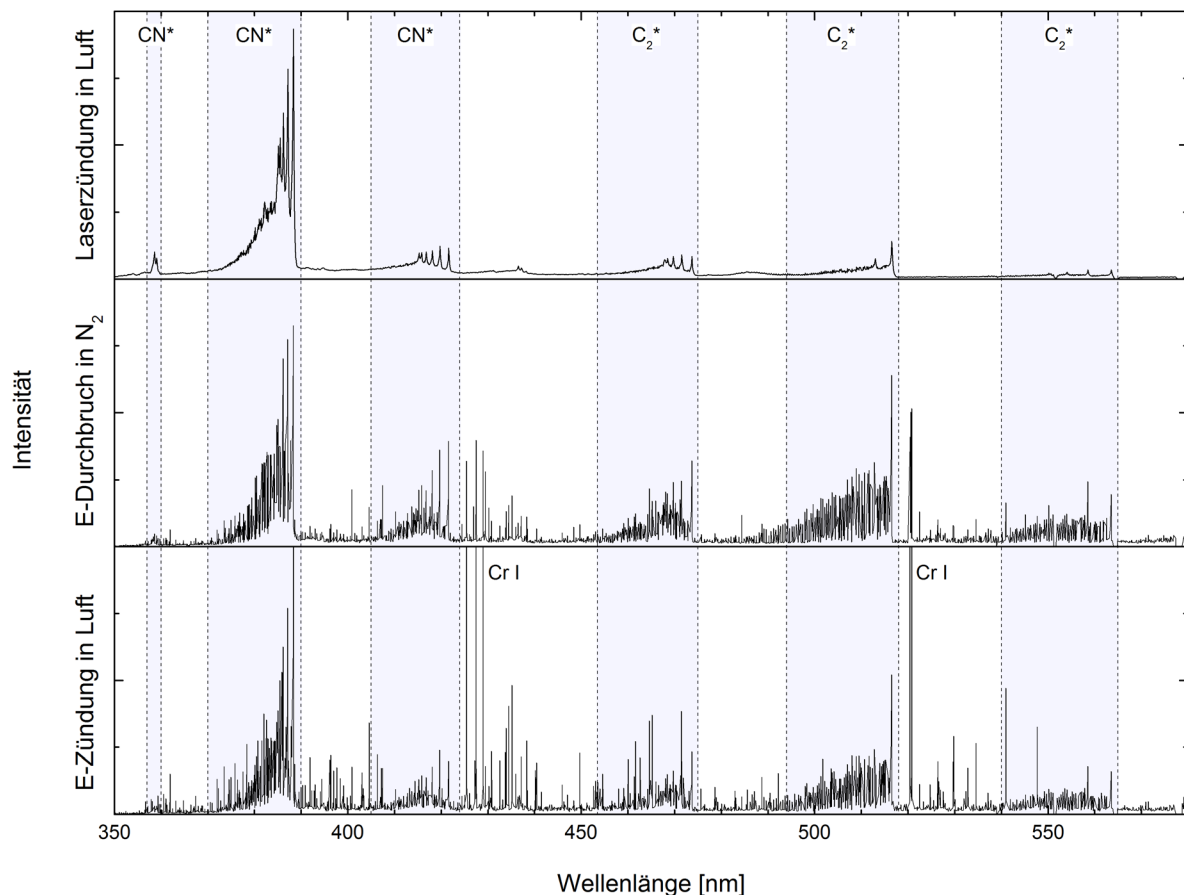 CN*
CN*
CN*
C₂*
C₂*
C₂*
Laserzündung in Luft
Intensität
E-Durchbruch in N₂
Cr I
Cr I
E-Zündung in Luft
350
400
450
500
550
Wellenlänge [nm]